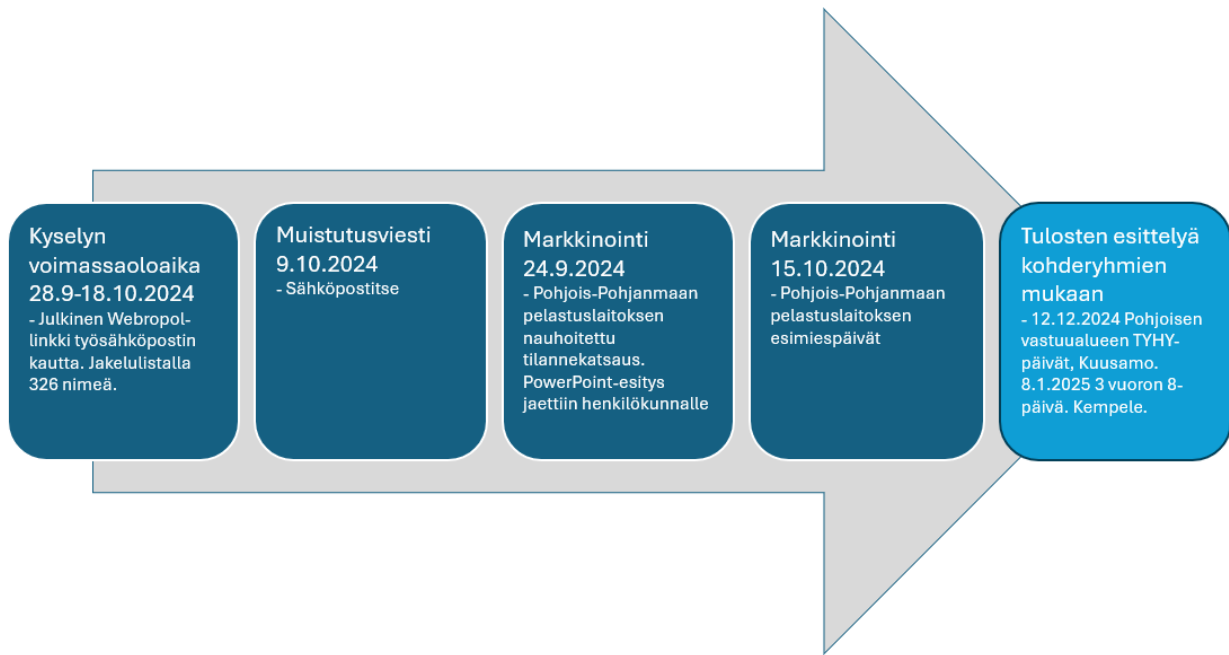 Kyselyn
voimassaoloaika
28.9-18.10.2024
- Julkinen Webropol-
linkki työsähköpostin
kautta. Jakelulistalla
326 nimeä.
Muistutusviesti
9.10.2024
- Sähköpostitse
Markkinointi
24.9.2024
- Pohjois-Pohjanmaan
pelastuslaitoksen
nauhoitettu
tilannekatsaus.
PowerPoint-esitys
jaettiin henkilökunnalle
Markkinointi
15.10.2024
- Pohjois-Pohjanmaan
pelastuslaitoksen
esimiespäivät
Tulosten esittelyä
kohderyhmien
mukaan
- 12.12.2024 Pohjoisen
vastuualueen TYHY-
päivät, Kuusamo.
8.1.2025 3 vuoron 8-
päivä. Kempele.